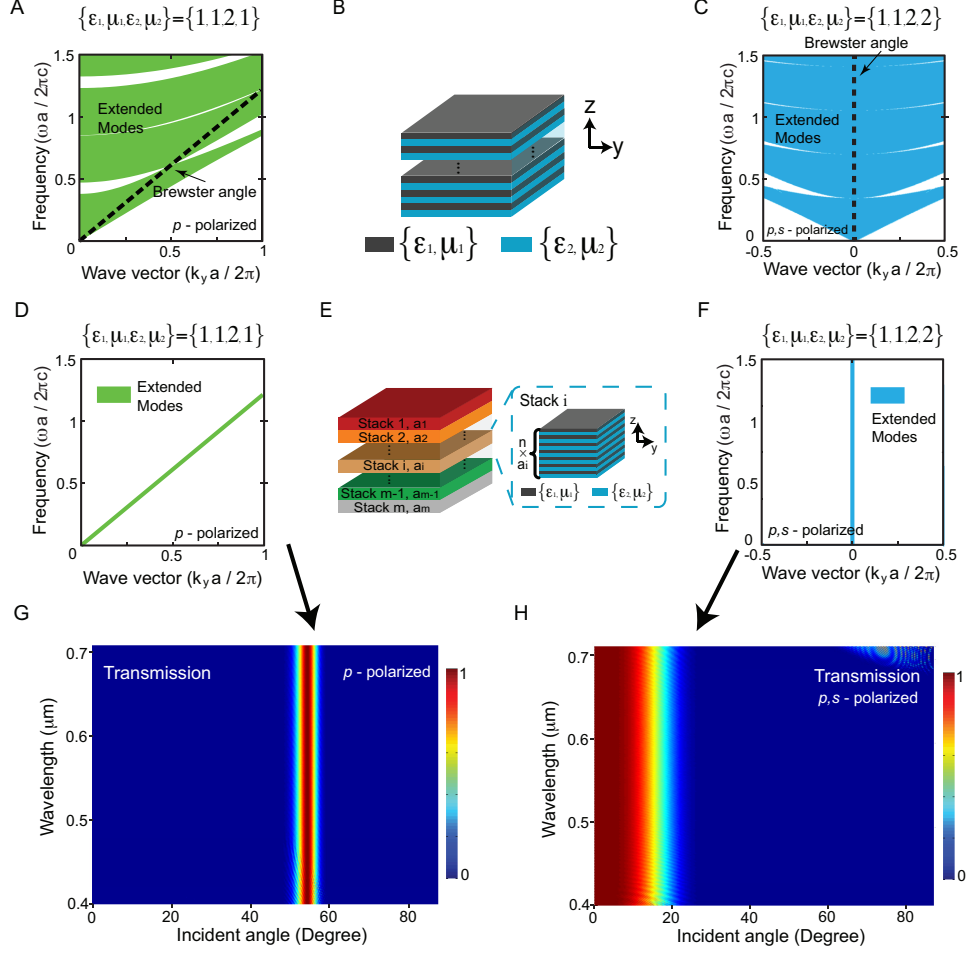 A
{ε₁,μ₁,ε₂,μ₂}={1,1,2,1}
Frequency (ωa / 2πc)
1.5
1
0.5
0
Extended
Modes
Brewster angle
p - polarized
0
0.5
1
Wave vector (k_y a / 2π)
B
z
y
{ε₁,μ₁}
{ε₂,μ₂}
C
{ε₁,μ₁,ε₂,μ₂}={1,1,2,2}
Brewster angle
Frequency (ωa / 2πc)
1.5
1
0.5
0
Extended
Modes
p,s - polarized
-0.5
0
0.5
Wave vector (k_y a / 2π)
D
{ε₁,μ₁,ε₂,μ₂}={1,1,2,1}
Frequency (ωa / 2πc)
1.5
1
0.5
0
Extended
Modes
p - polarized
0
0.5
1
Wave vector (k_y a / 2π)
E
Stack 1, a1
Stack 2, a2
Stack i, ai
Stack m-1, am-1
Stack m, am
Stack i
n
×
ai
z
y
{ε₁,μ₁}
{ε₂,μ₂}
F
{ε₁,μ₁,ε₂,μ₂}={1,1,2,2}
Frequency (ωa / 2πc)
1.5
1
0.5
0
Extended
Modes
p,s - polarized
-0.5
0
0.5
Wave vector (k_y a / 2π)
G
Transmission
p - polarized
Wavelength (μm)
0.7
0.6
0.5
0.4
0
20
40
60
80
Incident angle (Degree)
1
0
H
Transmission
p,s - polarized
Wavelength (μm)
0.7
0.6
0.5
0.4
0
20
40
60
80
Incident angle (Degree)
1
0